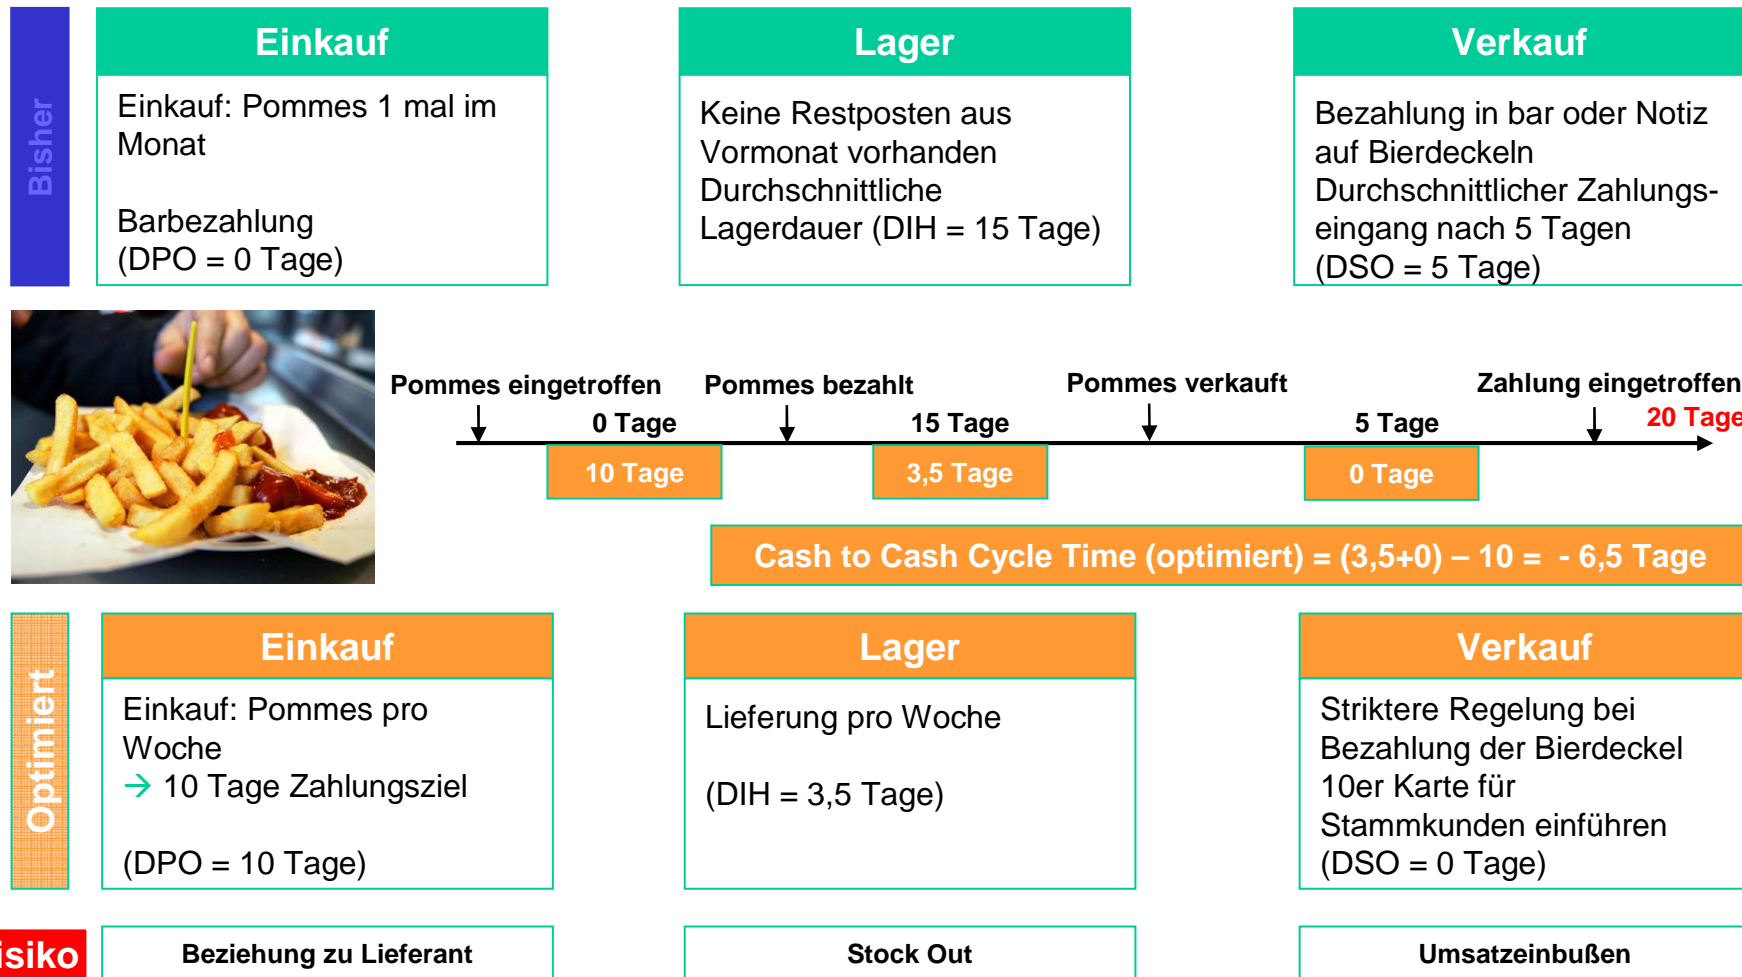 Bisher
Einkauf
Einkauf: Pommes 1 mal im
Monat
Barbezahlung
(DPO = 0 Tage)
Lager
Keine Restposten aus
Vormonat vorhanden
Durchschnittliche
Lagerdauer (DIH = 15 Tage)
Verkauf
Bezahlung in bar oder Notiz
auf Bierdeckeln
Durchschnittlicher Zahlungs-
eingang nach 5 Tagen
(DSO = 5 Tage)
Pommes eingetroffen
Pommes bezahlt
Pommes verkauft
Zahlung eingetroffen
0 Tage
15 Tage
5 Tage
20 Tage
10 Tage
3,5 Tage
0 Tage
Cash to Cash Cycle Time (optimiert) = (3,5+0) – 10 = - 6,5 Tage
Optimiert
Einkauf
Einkauf: Pommes pro
Woche
→ 10 Tage Zahlungsziel
(DPO = 10 Tage)
Lager
Lieferung pro Woche
(DIH = 3,5 Tage)
Verkauf
Striktere Regelung bei
Bezahlung der Bierdeckel
10er Karte für
Stammkunden einführen
(DSO = 0 Tage)
isiko
Beziehung zu Lieferant
Stock Out
Umsatzeinbußen